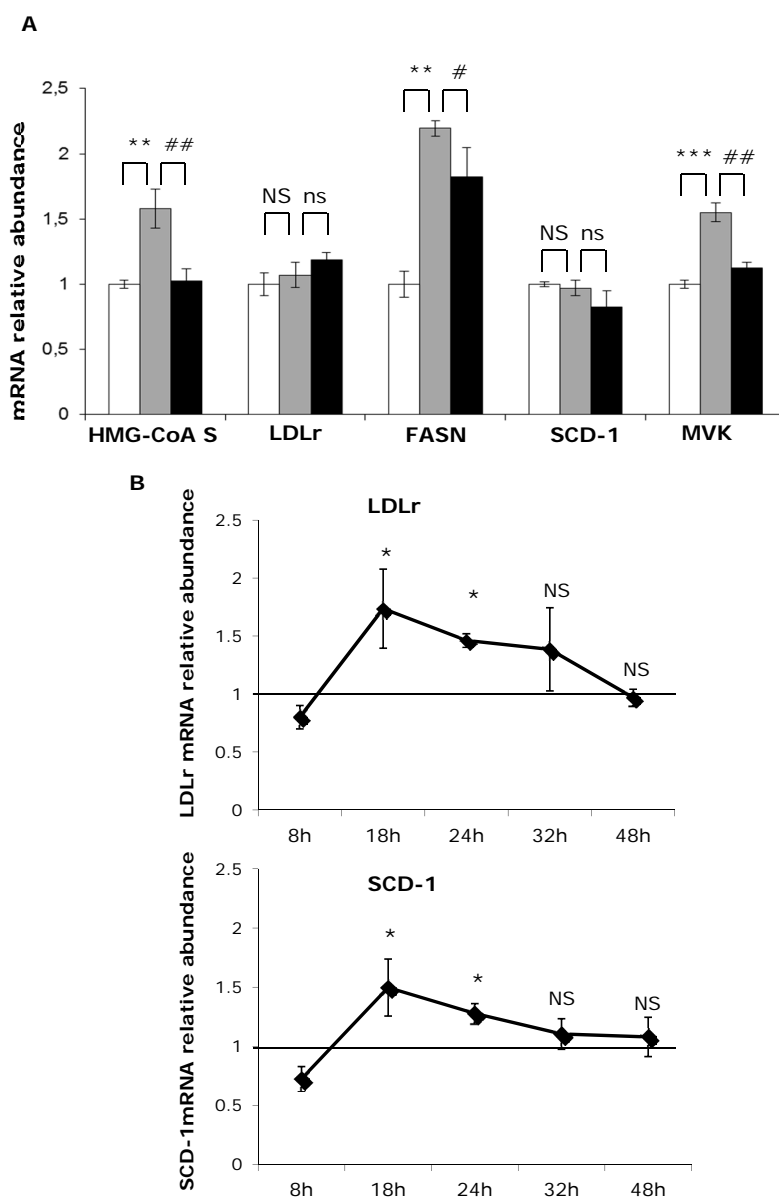 A
mRNA relative abundance
2,5
2
1,5
1
0,5
0
** ##
NS ns
** #
NS ns
*** ##
HMG-CoA S LDLr FASN SCD-1 MVK
B
LDLr
LDLr mRNA relative abundance
2.5
2
1.5
1
0.5
0
*
*
NS
NS
8h 18h 24h 32h 48h
SCD-1
SCD-1mRNA relative abundance
2.5
2
1.5
1
0.5
0
*
*
NS
NS
8h 18h 24h 32h 48h